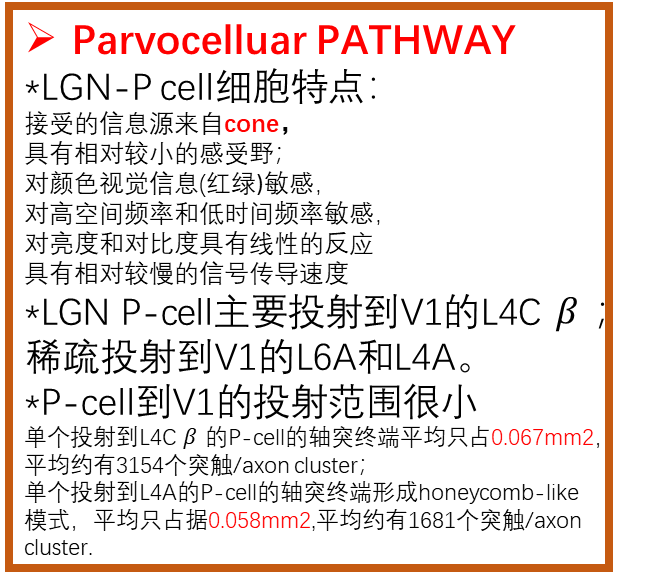 ➢ Parvocelluar PATHWAY
*LGN-P cell细胞特点：
接受的信息源来自cone，
具有相对较小的感受野；
对颜色视觉信息(红绿)敏感，
对高空间频率和低时间频率敏感，
对亮度和对比度具有线性的反应
具有相对较慢的信号传导速度
*LGN P-cell主要投射到V1的L4C β ；
稀疏投射到V1的L6A和L4A。
*P-cell到V1的投射范围很小
单个投射到L4C β 的P-cell的轴突终端平均只占0.067mm2,
平均约有3154个突触/axon cluster；
单个投射到L4A的P-cell的轴突终端形成honeycomb-like
模式，平均只占据0.058mm2,平均约有1681个突触/axon
cluster.